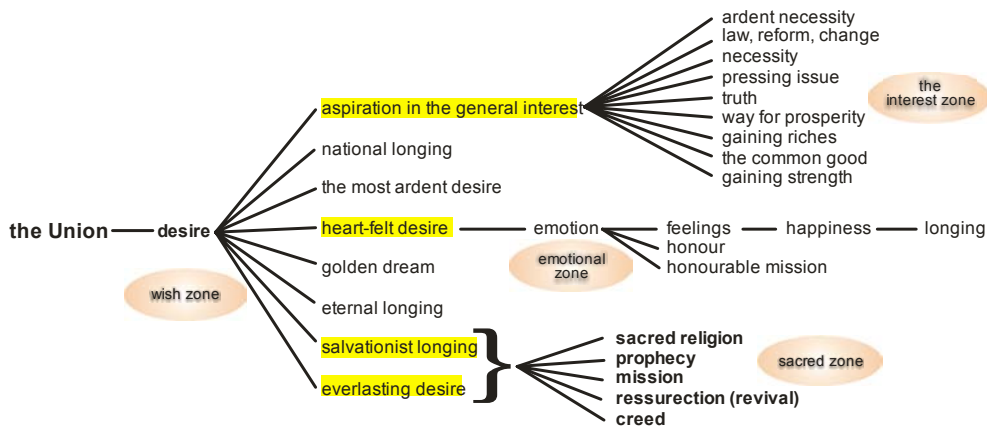 ardent necessity
law, reform, change
necessity
pressing issue
truth
way for prosperity
gaining riches
the common good
gaining strength
the
interest zone
aspiration in the general interest
national longing
the most ardent desire
the Union
desire
heart-felt desire
emotion
feelings
happiness
longing
honour
honourable mission
emotional
zone
golden dream
wish zone
eternal longing
salvationist longing
everlasting desire
}
sacred religion
prophecy
mission
ressurection (revival)
creed
sacred zone